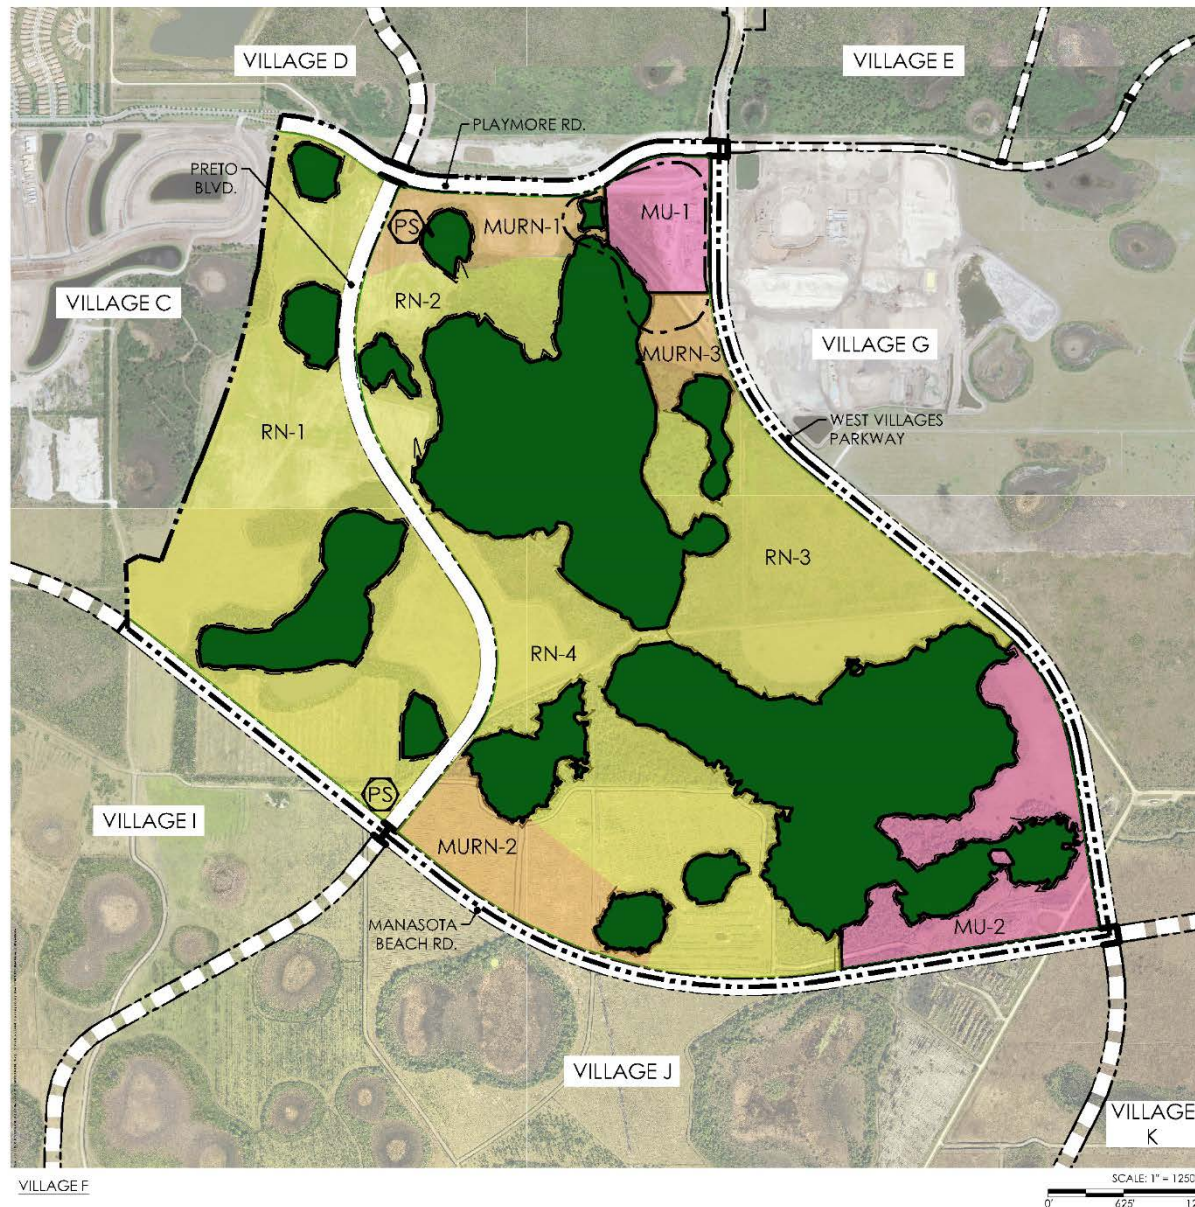 VILLAGE D
VILLAGE E
PLAYMORE RD.
PRETO
BLVD.
PS
MURN-1
MU-1
VILLAGE C
RN-2
MURN-3
VILLAGE G
WEST VILLAGES
PARKWAY
RN-1
RN-3
RN-4
PS
VILLAGE I
MURN-2
MANASOTA
BEACH RD.
MU-2
VILLAGE J
VILLAGE
K
VILLAGE F
SCALE: 1" = 1250
0'
625'
12